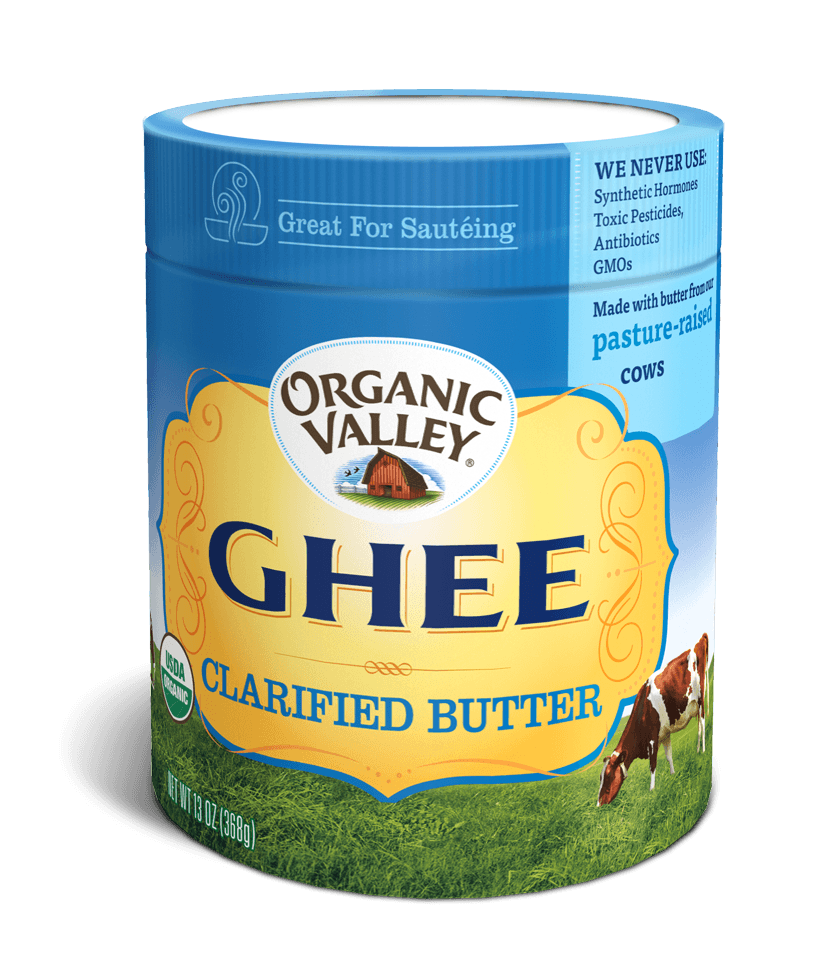 Great For Sautéing
WE NEVER USE:
Synthetic Hormones
Toxic Pesticides,
Antibiotics
GMOs
Made with butter from our
pasture-raised
cows
ORGANIC
VALLEY®
GHEE
CLARIFIED BUTTER
USDA
ORGANIC
NET WT 13 OZ (368g)